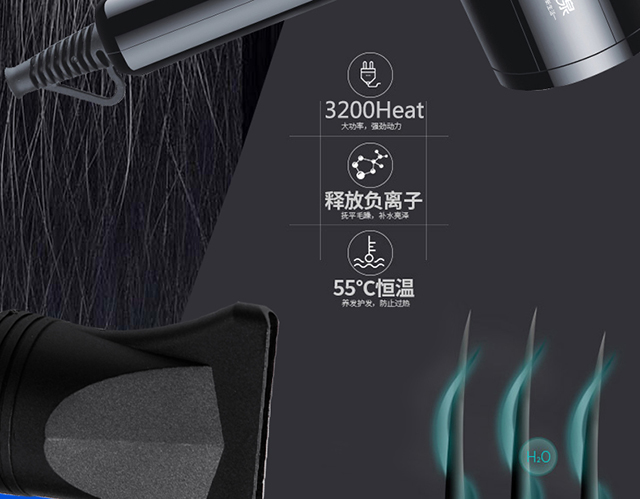 泉
3200Heat
大功率，强劲动力
释放负离子
抚平毛躁，补水亮泽
55°C恒温
养发护发，防止过热
H₂O